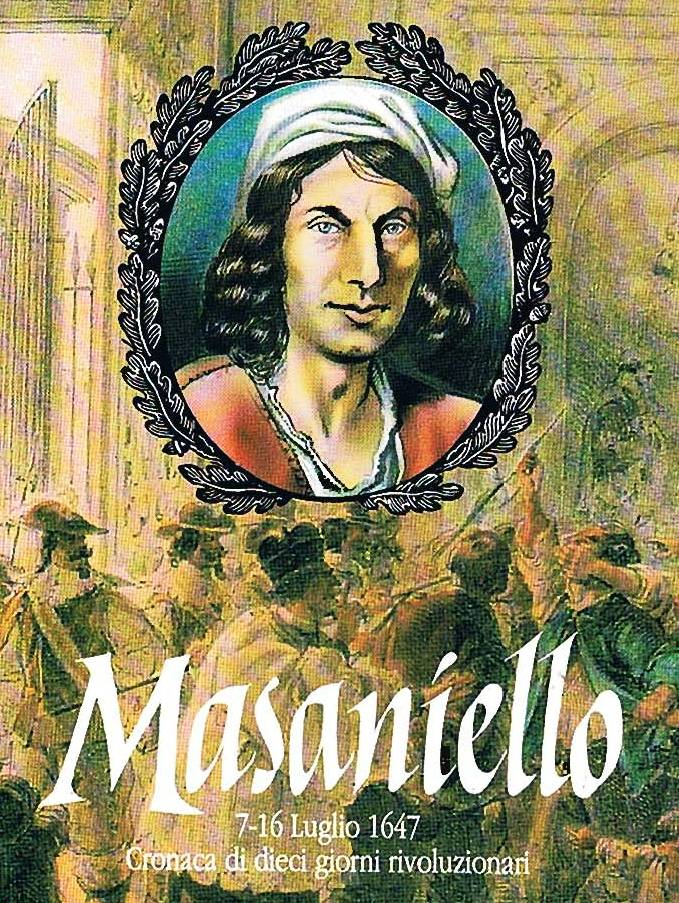 Masaniello
7-16 Luglio 1647
Cronaca di dieci giorni rivoluzionari